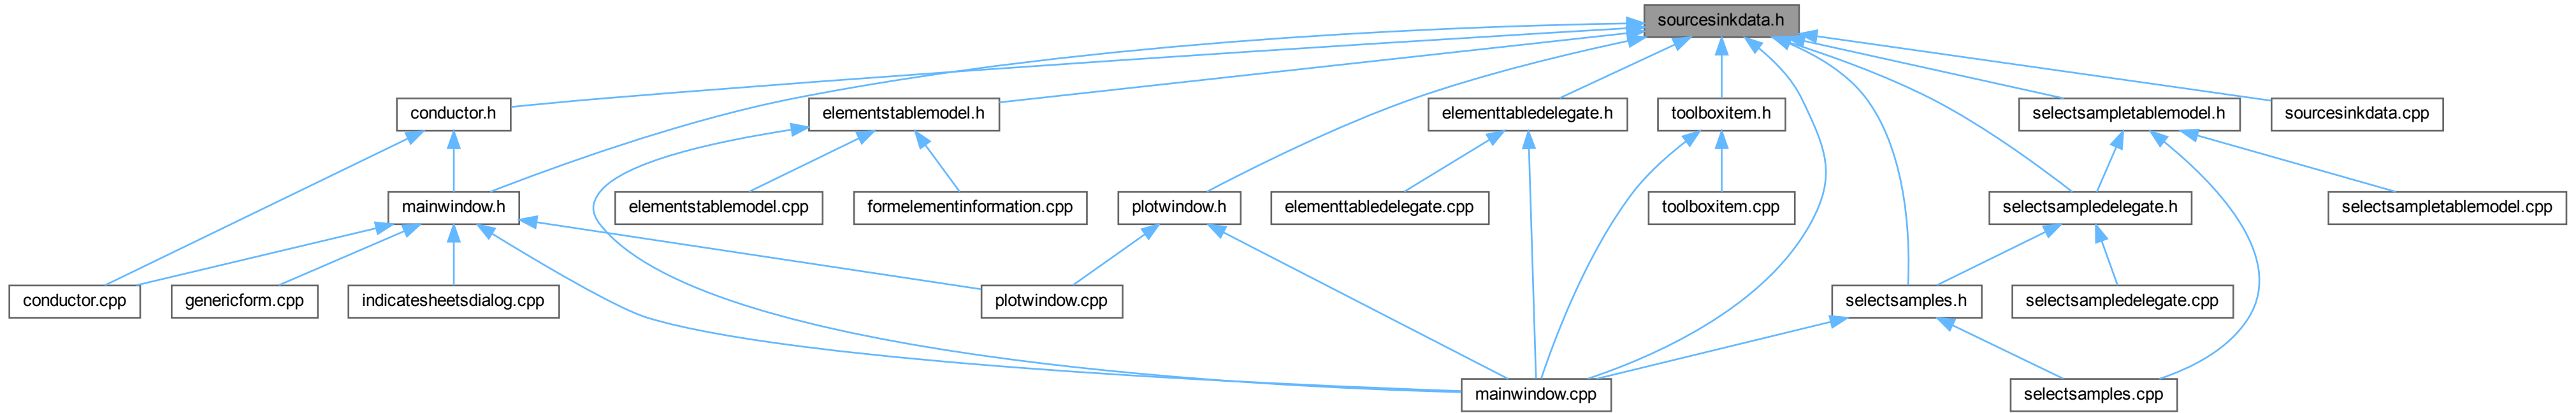 sourcesinkdata.h
conductor.h
elementstablemodel.h
elementtabledelegate.h
toolboxitem.h
selectsampletablemodel.h
sourcesinkdata.cpp
mainwindow.h
elementstablemodel.cpp
formelementinformation.cpp
plotwindow.h
elementtabledelegate.cpp
toolboxitem.cpp
selectsampledelegate.h
selectsampletablemodel.cpp
conductor.cpp
genericform.cpp
indicatesheetsdialog.cpp
plotwindow.cpp
selectsamples.h
selectsampledelegate.cpp
mainwindow.cpp
selectsamples.cpp